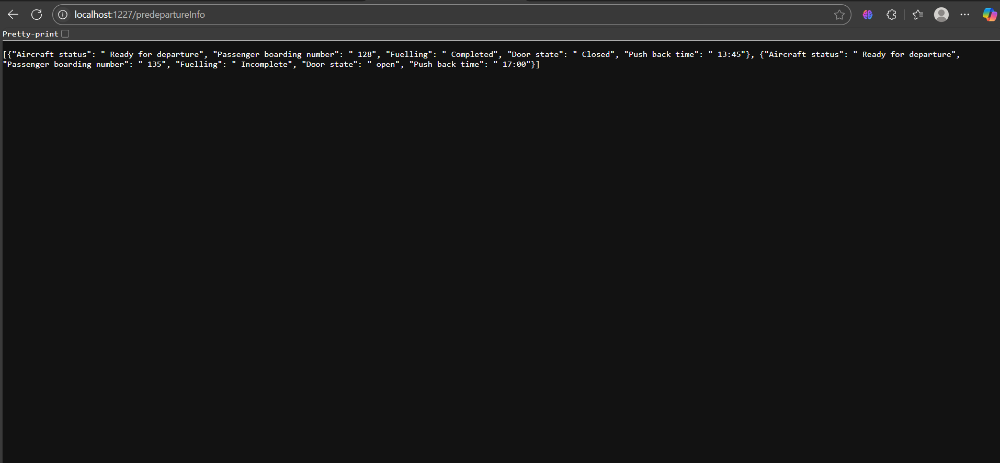 localhost:1227/predepartureInfo
Pretty-print
[{"Aircraft status": " Ready for departure", "Passenger boarding number": " 128", "Fuelling": " Completed", "Door state": " Closed", "Push back time": " 13:45"}, {"Aircraft status": " Ready for departure",
"Passenger boarding number": " 135", "Fuelling": " Incomplete", "Door state": " open", "Push back time": " 17:00"}]